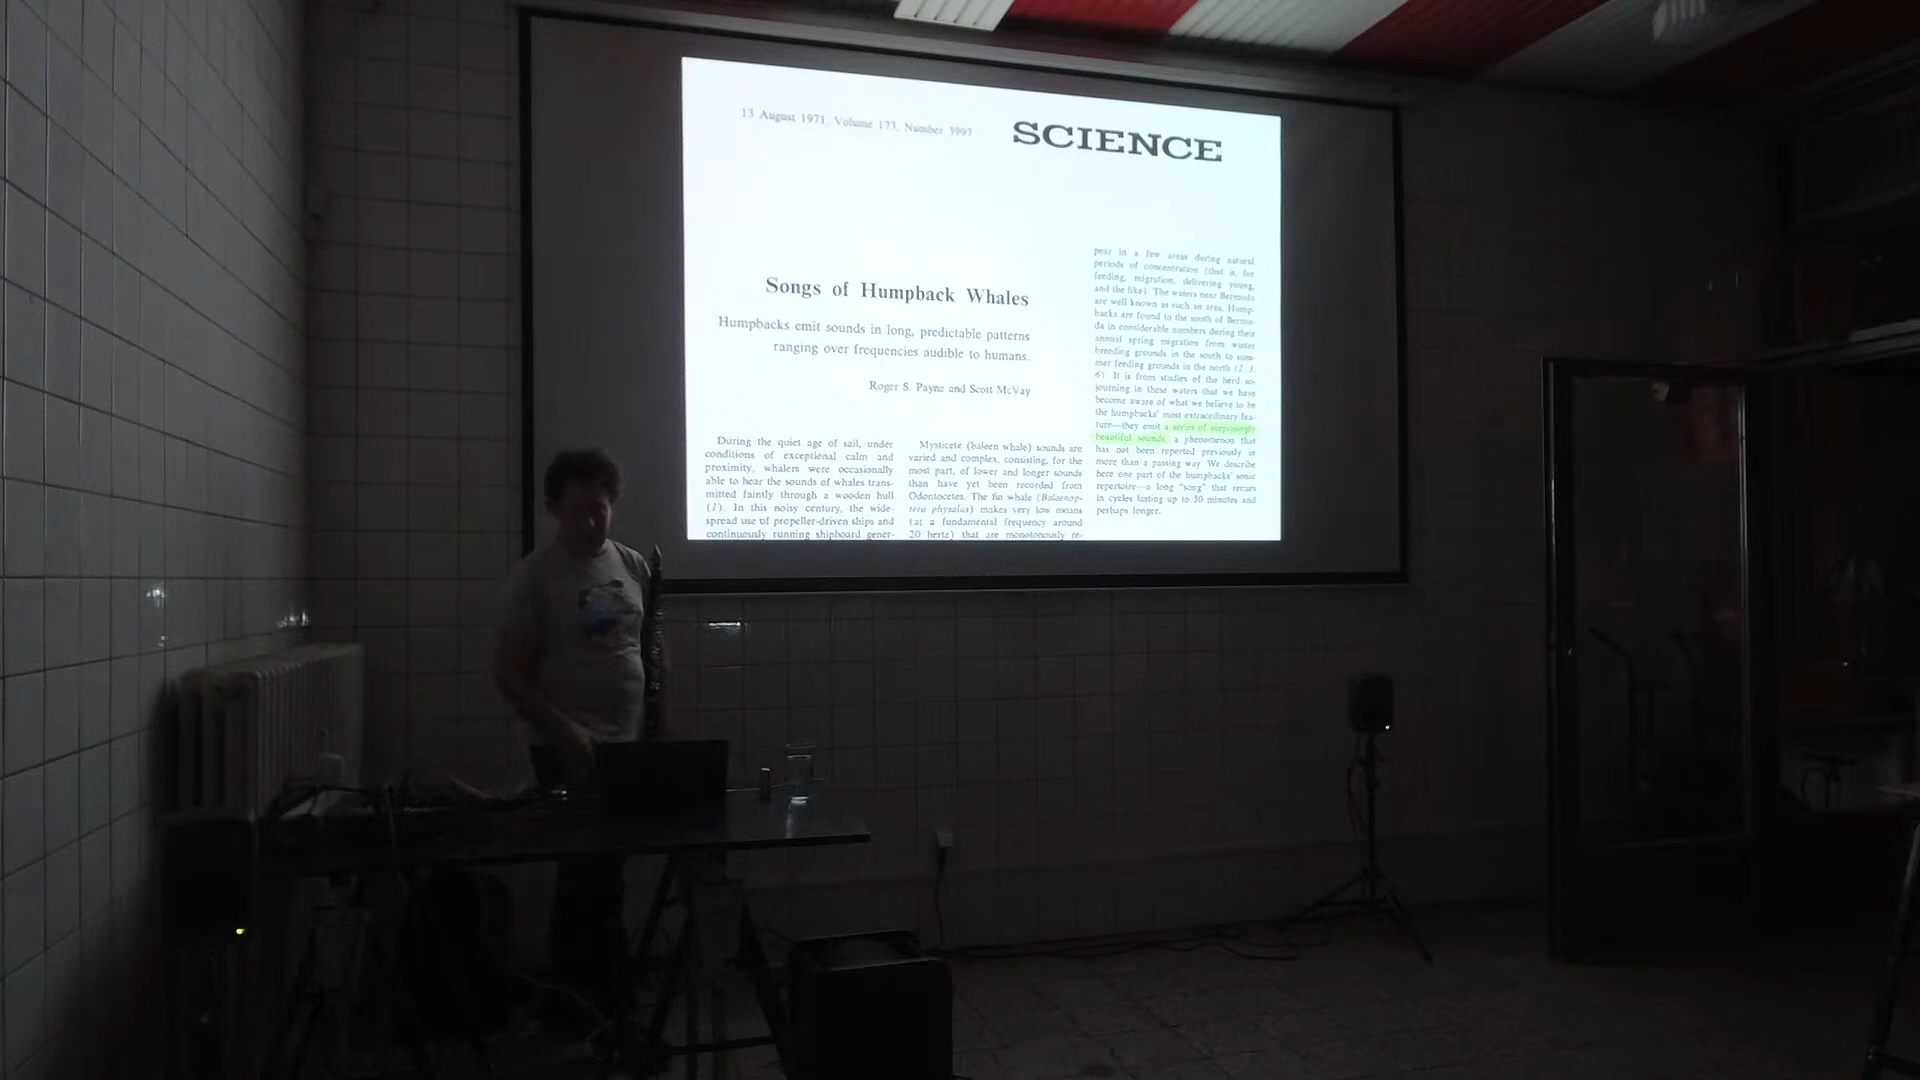 13 August 1971, Volume 173, Number 3997
SCIENCE
Songs of Humpback Whales
Humpbacks emit sounds in long, predictable patterns
ranging over frequencies audible to humans.
Roger S. Payne and Scott McVay
During the quiet age of sail, under
conditions of exceptional calm and
proximity, whalers were occasionally
able to hear the sounds of whales trans-
mitted faintly through a wooden hull
(1). In this noisy century, the wide-
spread use of propeller-driven ships and
continuously running shipboard gener-
Mysticete (baleen whale) sounds are
varied and complex, consisting, for the
most part, of lower and longer sounds
than have yet been recorded from
Odontocetes. The fin whale (Balaenop-
tera physalus) makes very low moans
(at a fundamental frequency around
20 hertz) that are monotonously re-
pear in a few areas during natural
periods of concentration (that is, for
feeding, migration, delivering young,
and the like). The waters near Bermuda
are well known as such an area. Hump-
backs are found to the south of Bermu-
da in considerable numbers during their
annual spring migration from winter
breeding grounds in the south to sum-
mer feeding grounds in the north (2, 3,
6). It is from studies of the herd so-
journing in these waters that we have
become aware of what we believe to be
the humpbacks' most extraordinary fea-
ture—they emit a series of surprisingly
beautiful sounds, a phenomenon that
has not been reported previously in
more than a passing way. We describe
here one part of the humpbacks' sonic
repertoire—a long "song" that recurs
in cycles lasting up to 30 minutes and
perhaps longer.